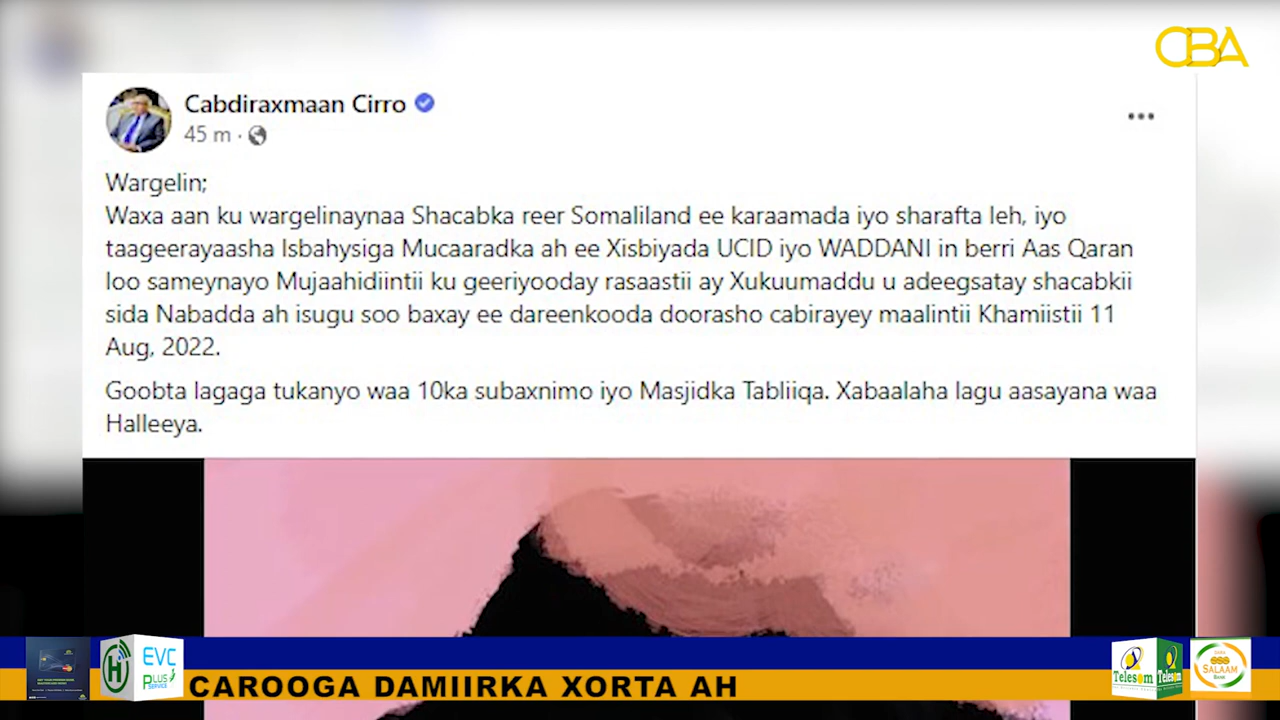 CBA
Cabdiraxmaan Cirro
45 m ·
Wargelin;
Waxa aan ku wargelinaynaa Shacabka reer Somaliland ee karaamada iyo sharafta leh, iyo
taageerayaasha Isbahysiga Mucaaradka ah ee Xisbiyada UCID iyo WADDANI in berri Aas Qaran
loo sameynayo Mujaahidiintii ku geeriyooday rasaastii ay Xukuumaddu u adeegsatay shacabkii
sida Nabadda ah isugu soo baxay ee dareenkooda doorasho cabirayey maalintii Khamiistii 11
Aug, 2022.
Goobta lagaga tukanyo waa 10ka subaxnimo iyo Masjidka Tabliiqa. Xabaalaha lagu aasayana waa
Halleeya.
EVC
PLUS
SERVICE
Telesom
Telesom
SALAAM
CAROOGA DAMIIRKA XORTA AH